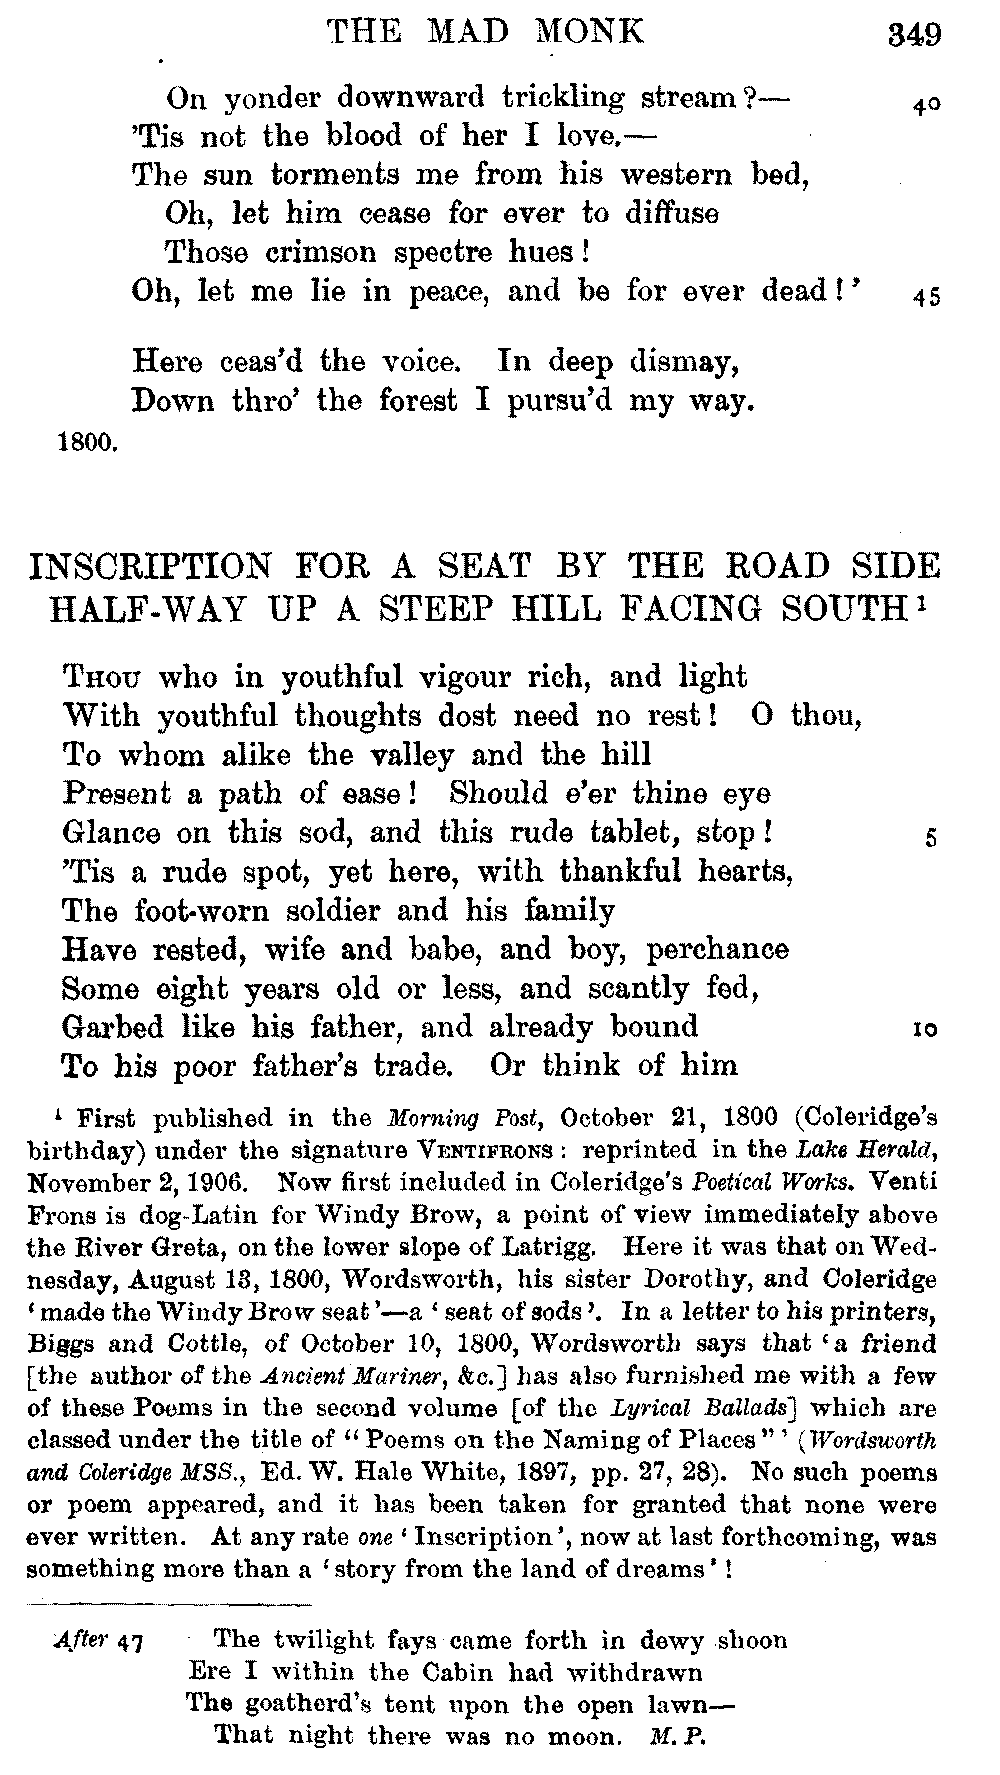 THE MAD MONK 349
On yonder downward trickling stream?— 40
’Tis not the blood of her I love.—
The sun torments me from his western bed,
Oh, let him cease for ever to diffuse
Those crimson spectre hues!
Oh, let me lie in peace, and be for ever dead!’ 45
Here ceas’d the voice. In deep dismay,
Down thro’ the forest I pursu’d my way.
1800.
INSCRIPTION FOR A SEAT BY THE ROAD SIDE
HALF-WAY UP A STEEP HILL FACING SOUTH¹
THOU who in youthful vigour rich, and light
With youthful thoughts dost need no rest! O thou,
To whom alike the valley and the hill
Present a path of ease! Should e’er thine eye
Glance on this sod, and this rude tablet, stop! 5
’Tis a rude spot, yet here, with thankful hearts,
The foot-worn soldier and his family
Have rested, wife and babe, and boy, perchance
Some eight years old or less, and scantly fed,
Garbed like his father, and already bound 10
To his poor father’s trade. Or think of him
¹ First published in the Morning Post, October 21, 1800 (Coleridge’s
birthday) under the signature VENTIFRONS: reprinted in the Lake Herald,
November 2, 1906. Now first included in Coleridge’s Poetical Works. Venti
Frons is dog-Latin for Windy Brow, a point of view immediately above
the River Greta, on the lower slope of Latrigg. Here it was that on Wed-
nesday, August 13, 1800, Wordsworth, his sister Dorothy, and Coleridge
‘made the Windy Brow seat’—a ‘seat of sods’. In a letter to his printers,
Biggs and Cottle, of October 10, 1800, Wordsworth says that ‘a friend
[the author of the Ancient Mariner, &c.] has also furnished me with a few
of these Poems in the second volume [of the Lyrical Ballads] which are
classed under the title of “Poems on the Naming of Places”’ (Wordsworth
and Coleridge MSS., Ed. W. Hale White, 1897, pp. 27, 28). No such poems
or poem appeared, and it has been taken for granted that none were
ever written. At any rate one ‘Inscription’, now at last forthcoming, was
something more than a ‘story from the land of dreams’!
After 47 The twilight fays came forth in dewy shoon
Ere I within the Cabin had withdrawn
The goatherd’s tent upon the open lawn—
That night there was no moon. M. P.